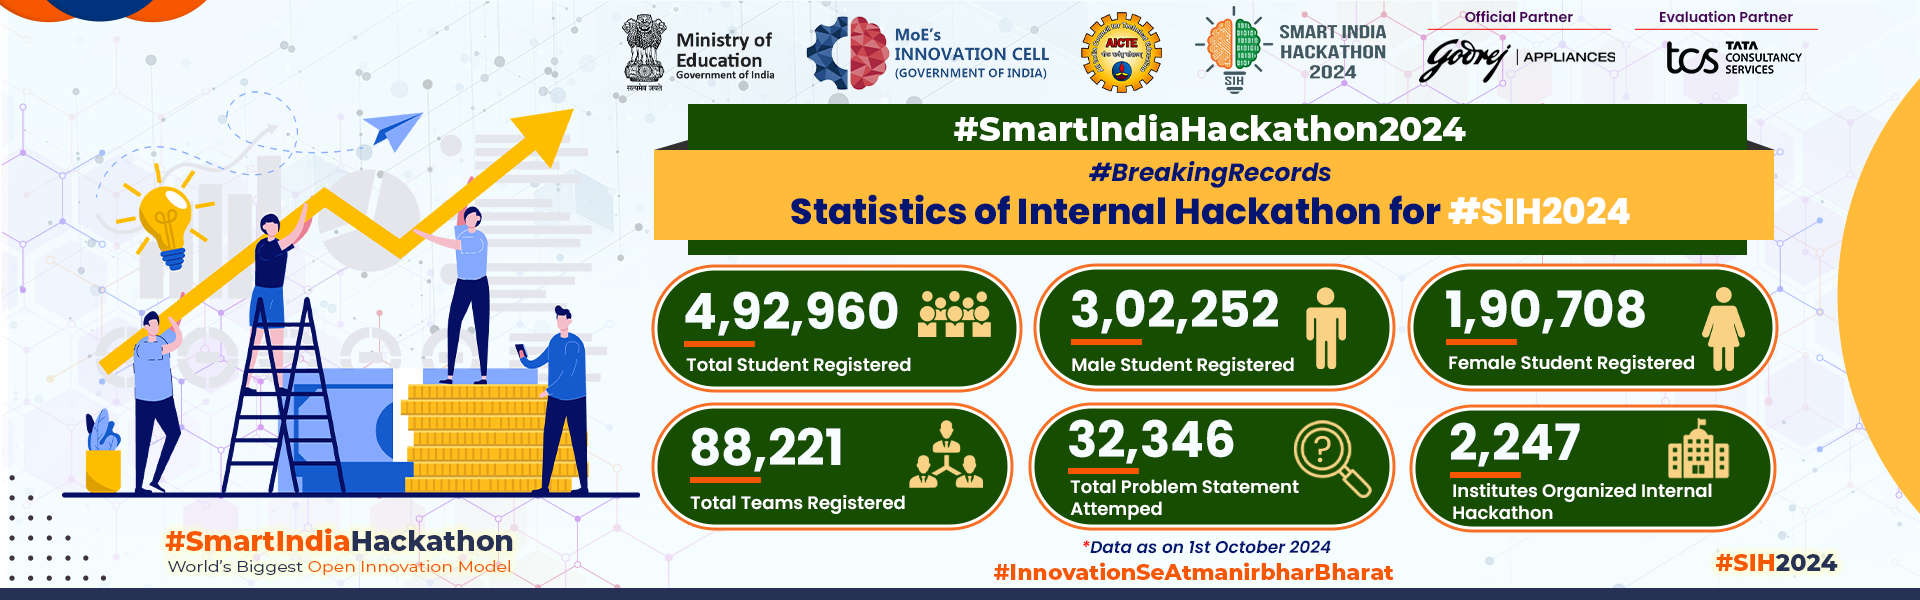 Ministry of
Education
Government of India
सत्यमेव जयते
MoE's
INNOVATION CELL
(GOVERNMENT OF INDIA)
AICTE
SMART INDIA
HACKATHON
2024
SIH
Official Partner
Godrej | APPLIANCES
Evaluation Partner
tcs TATA
CONSULTANCY
SERVICES
#SmartIndiaHackathon2024
#BreakingRecords
Statistics of Internal Hackathon for #SIH2024
4,92,960
Total Student Registered
3,02,252
Male Student Registered
1,90,708
Female Student Registered
88,221
Total Teams Registered
32,346
Total Problem Statement
Attemped
2,247
Institutes Organized Internal
Hackathon
*Data as on 1st October 2024
#InnovationSeAtmanirbharBharat
#SmartIndiaHackathon
World's Biggest Open Innovation Model
#SIH2024